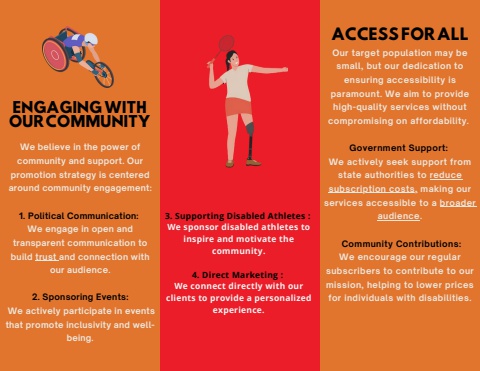 ENGAGING WITH
OUR COMMUNITY
We believe in the power of
community and support. Our
promotion strategy is centered
around community engagement:
1. Political Communication:
We engage in open and
transparent communication to
build trust and connection with
our audience.
2. Sponsoring Events:
We actively participate in events
that promote inclusivity and well-
being.
3. Supporting Disabled Athletes :
We sponsor disabled athletes to
inspire and motivate the
community.
4. Direct Marketing :
We connect directly with our
clients to provide a personalized
experience.
ACCESS FOR ALL
Our target population may be
small, but our dedication to
ensuring accessibility is
paramount. We aim to provide
high-quality services without
compromising on affordability.
Government Support:
We actively seek support from
state authorities to reduce
subscription costs, making our
services accessible to a broader
audience.
Community Contributions:
We encourage our regular
subscribers to contribute to our
mission, helping to lower prices
for individuals with disabilities.